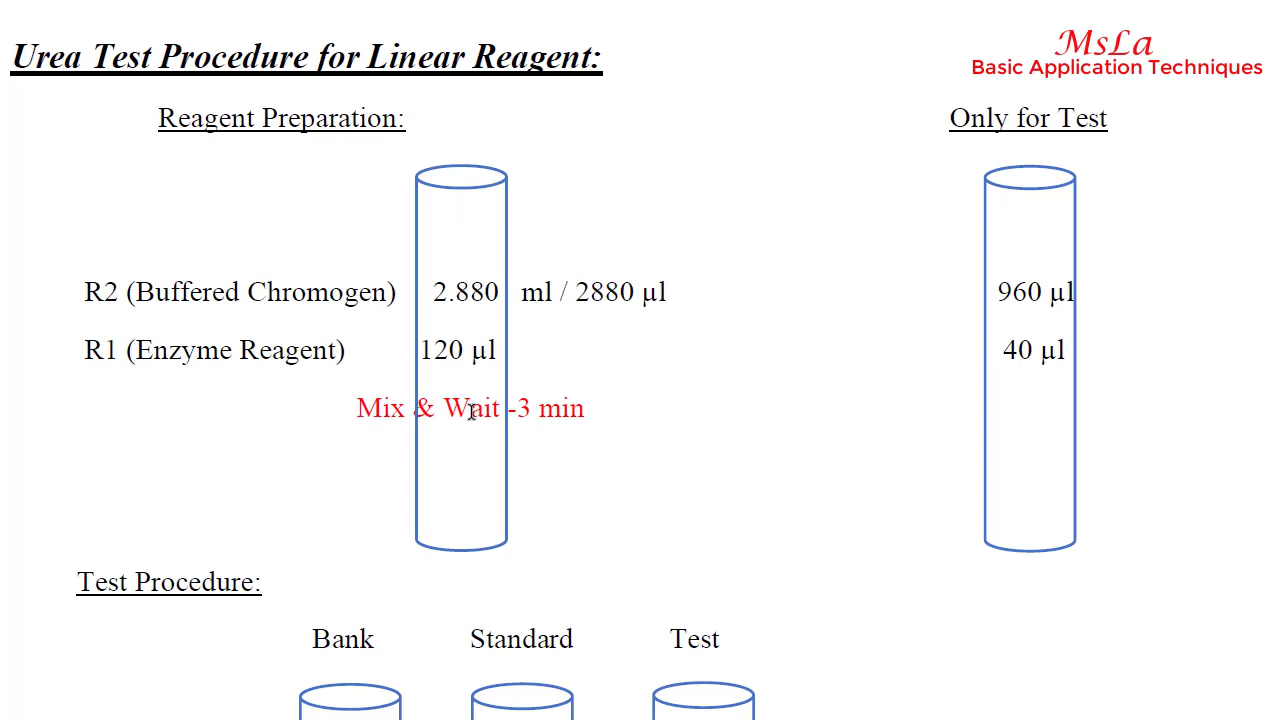 Urea Test Procedure for Linear Reagent:
MsLa
Basic Application Techniques
Reagent Preparation:
Only for Test
R2 (Buffered Chromogen) 2.880 ml / 2880 µl
960 µl
R1 (Enzyme Reagent) 120 µl
40 µl
Mix & Wait -3 min
Test Procedure:
Bank Standard Test